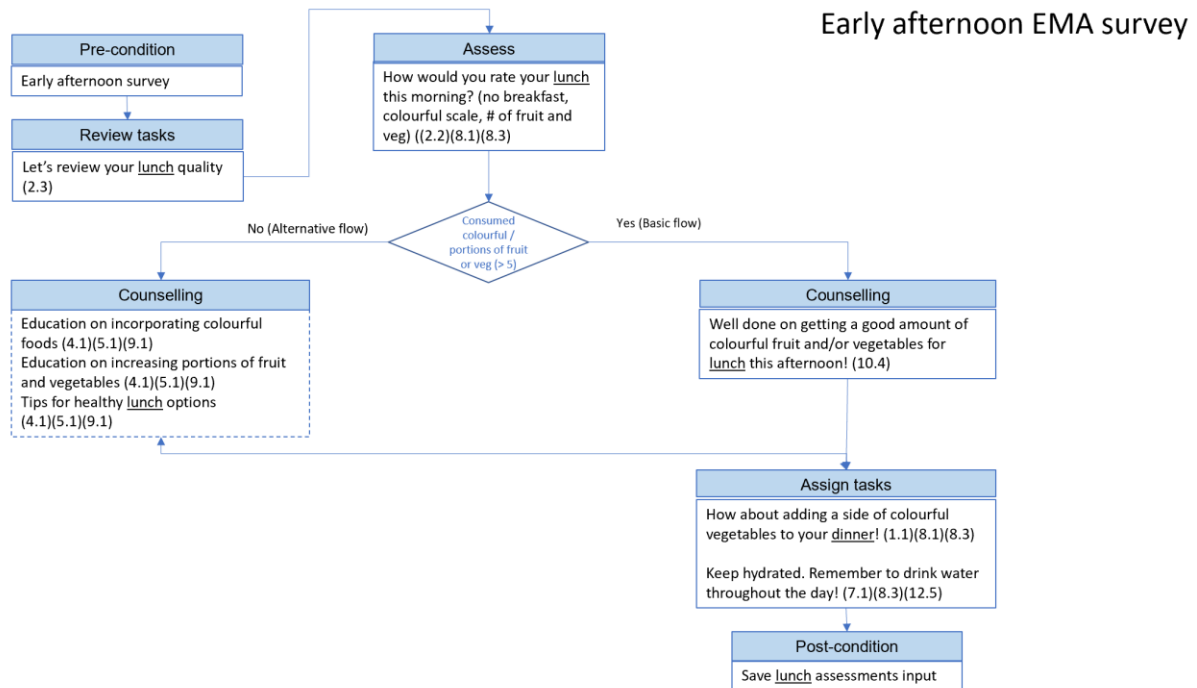 Early afternoon EMA survey
Pre-condition
Early afternoon survey
Review tasks
Let's review your lunch quality
(2.3)
Assess
How would you rate your lunch
this morning? (no breakfast,
colourful scale, # of fruit and
veg) ((2.2)(8.1)(8.3)
Consumed
colourful /
portions of fruit
or veg (> 5)
No (Alternative flow)
Yes (Basic flow)
Counselling
Education on incorporating colourful
foods (4.1)(5.1)(9.1)
Education on increasing portions of fruit
and vegetables (4.1)(5.1)(9.1)
Tips for healthy lunch options
(4.1)(5.1)(9.1)
Counselling
Well done on getting a good amount of
colourful fruit and/or vegetables for
lunch this afternoon! (10.4)
Assign tasks
How about adding a side of colourful
vegetables to your dinner! (1.1)(8.1)(8.3)
Keep hydrated. Remember to drink water
throughout the day! (7.1)(8.3)(12.5)
Post-condition
Save lunch assessments input